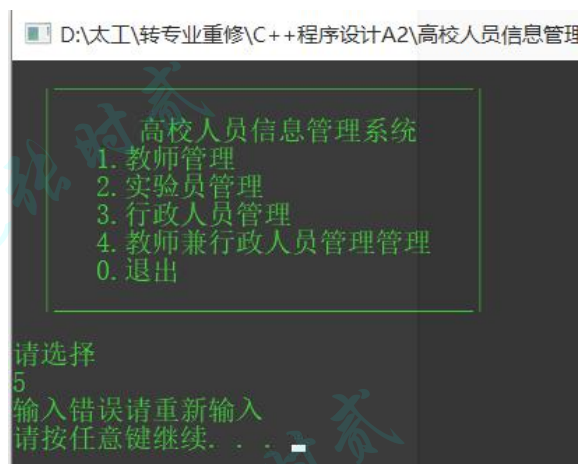 D:\太工\转专业重修\C++程序设计A2\高校人员信息管理
高校人员信息管理系统
1.教师管理
2.实验员管理
3.行政人员管理
4.教师兼行政人员管理管理
0.退出
请选择
5
输入错误请重新输入
请按任意键继续. . .